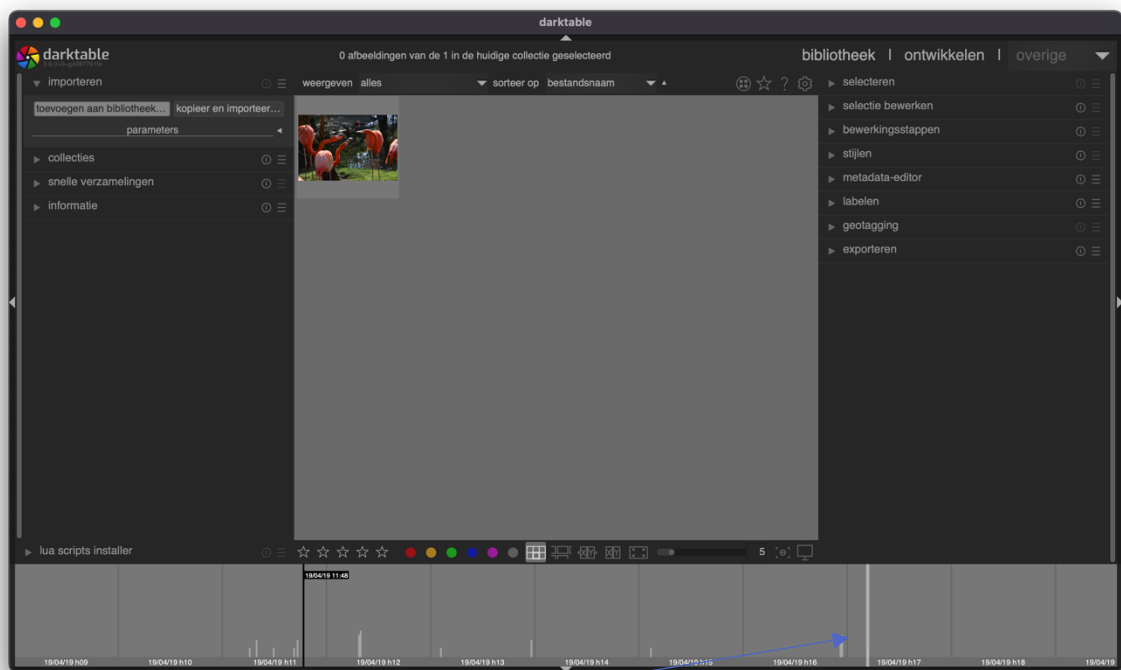 darktable
darktable
0 afbeeldingen van de 1 in de huidige collectie geselecteerd
bibliotheek | ontwikkelen | overige
importeren
weergeven alles sorteer op bestandsnaam
selecteren
toevoegen aan bibliotheek... kopieer en importeer...
selectie bewerken
parameters
bewerkingsstappen
collecties
stijlen
snelle verzamelingen
metadata-editor
informatie
labelen
geotagging
exporteren
lua scripts installer
5
19/04/19 11:48
19/04/19 h09 19/04/19 h10 19/04/19 h11 19/04/19 h12 19/04/19 h13 19/04/19 h14 19/04/19 h15 19/04/19 h16 19/04/19 h17 19/04/19